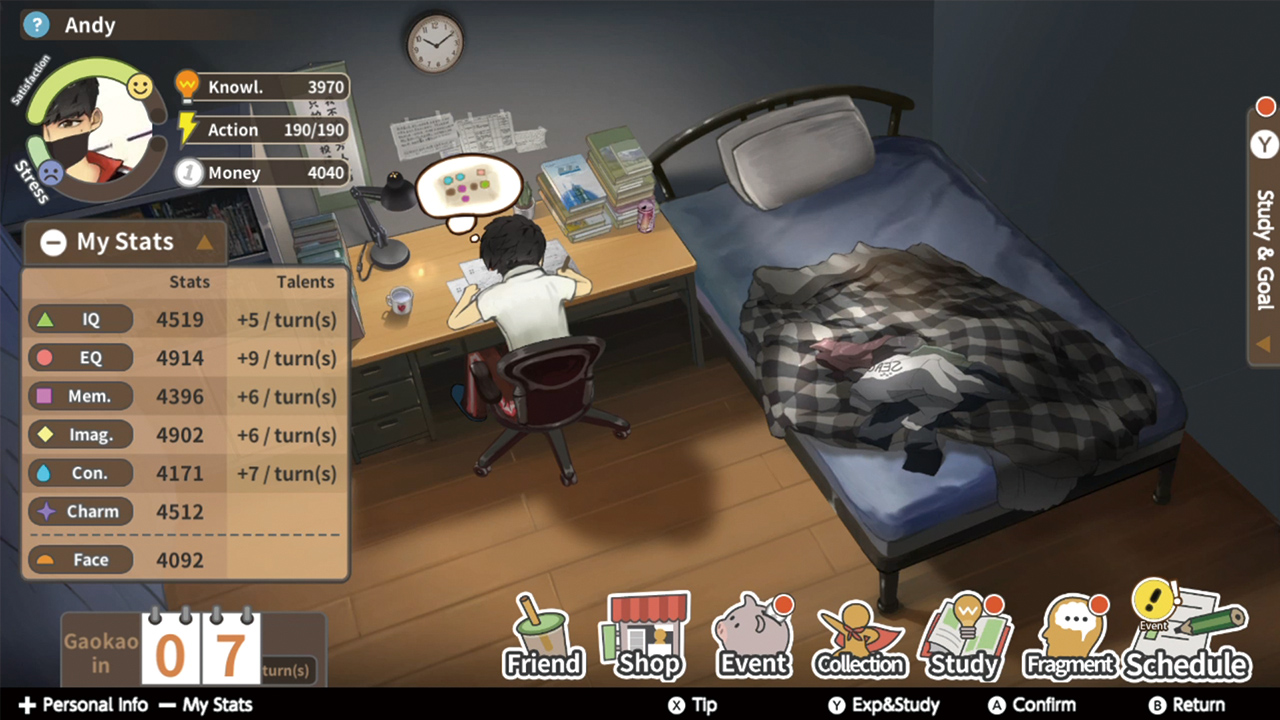 ? Andy
Satisfaction
Stress
Knowl. 3970
Action 190/190
1 Money 4040
My Stats
Stats Talents
IQ 4519 +5 / turn(s)
EQ 4914 +9 / turn(s)
Mem. 4396 +6 / turn(s)
Imag. 4902 +6 / turn(s)
Con. 4171 +7 / turn(s)
Charm 4512
Face 4092
Gaokao
in
07
turn(s)
Y Study & Goal
Friend
Shop
Event
Collection
Study
Fragment
Event
Schedule
+ Personal Info − My Stats
X Tip
Y Exp&Study
A Confirm
B Return